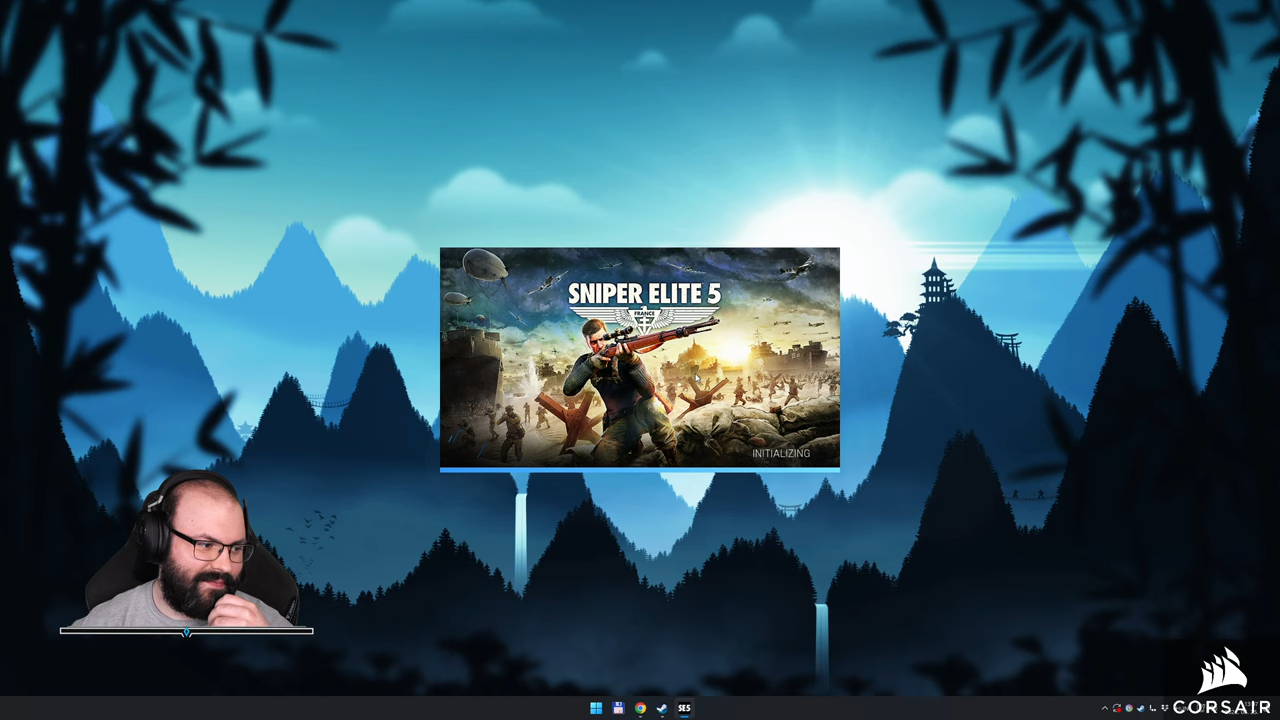 SNIPER ELITE 5
FRANCE
INITIALIZING
SE5
CORSAIR